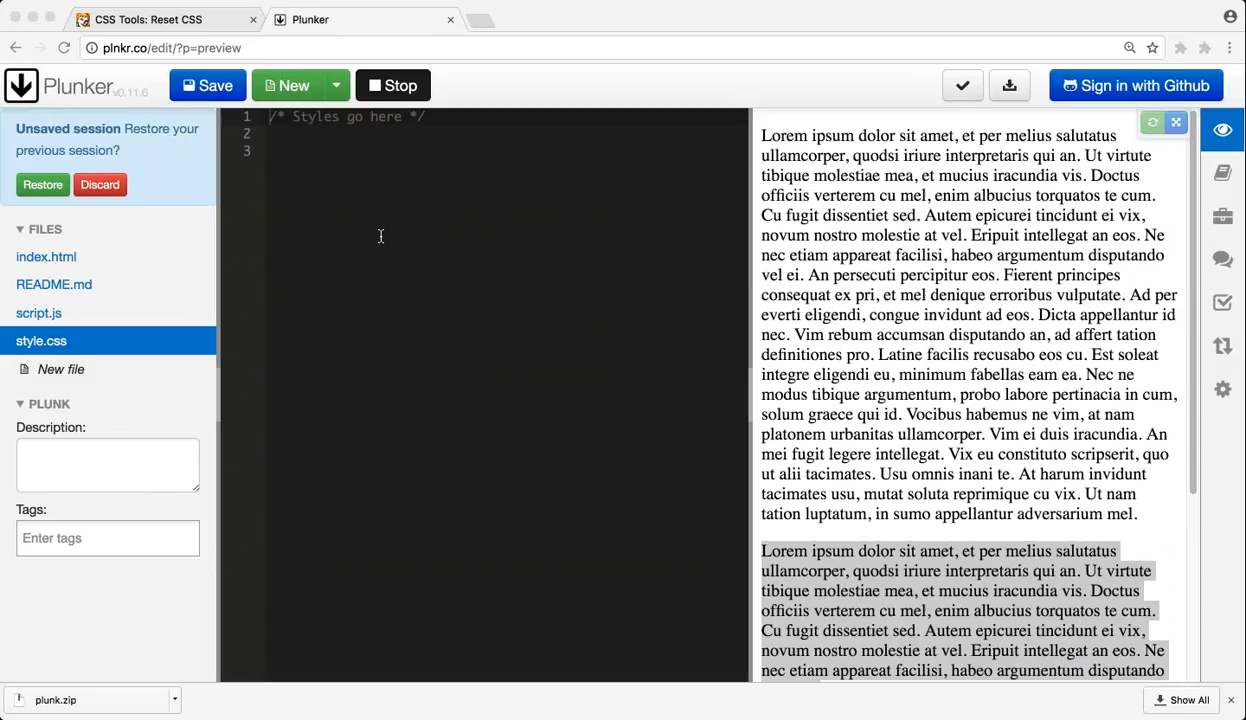 CSS Tools: Reset CSS
Plunker
plnkr.co/edit/?p=preview
Plunker v0.11.6
Save
New
Stop
Sign in with Github
Unsaved session Restore your
previous session?
Restore
Discard
FILES
index.html
README.md
script.js
style.css
New file
PLUNK
Description:
Tags:
Enter tags
1 /* Styles go here */
2
3
Lorem ipsum dolor sit amet, et per melius salutatus
ullamcorper, quodsi iriure interpretaris qui an. Ut virtute
tibique molestiae mea, et mucius iracundia vis. Doctus
officiis verterem cu mel, enim albucius torquatos te cum.
Cu fugit dissentiet sed. Autem epicurei tincidunt ei vix,
novum nostro molestie at vel. Eripuit intellegat an eos. Ne
nec etiam appareat facilisi, habeo argumentum disputando
vel ei. An persecuti percipitur eos. Fierent principes
consequat ex pri, et mel denique erroribus vulputate. Ad per
everti eligendi, congue invidunt ad eos. Dicta appellantur id
nec. Vim rebum accumsan disputando an, ad affert tation
definitiones pro. Latine facilis recusabo eos cu. Est soleat
integre eligendi eu, minimum fabellas eam ea. Nec ne
modus tibique argumentum, probo labore pertinacia in cum,
solum graece qui id. Vocibus habemus ne vim, at nam
platonem urbanitas ullamcorper. Vim ei duis iracundia. An
mei fugit legere intellegat. Vix eu constituto scripserit, quo
ut alii tacimates. Usu omnis inani te. At harum invidunt
tacimates usu, mutat soluta reprimique cu vix. Ut nam
tation luptatum, in sumo appellantur adversarium mel.
Lorem ipsum dolor sit amet, et per melius salutatus
ullamcorper, quodsi iriure interpretaris qui an. Ut virtute
tibique molestiae mea, et mucius iracundia vis. Doctus
officiis verterem cu mel, enim albucius torquatos te cum.
Cu fugit dissentiet sed. Autem epicurei tincidunt ei vix,
novum nostro molestie at vel. Eripuit intellegat an eos. Ne
nec etiam appareat facilisi, habeo argumentum disputando
plunk.zip
Show All